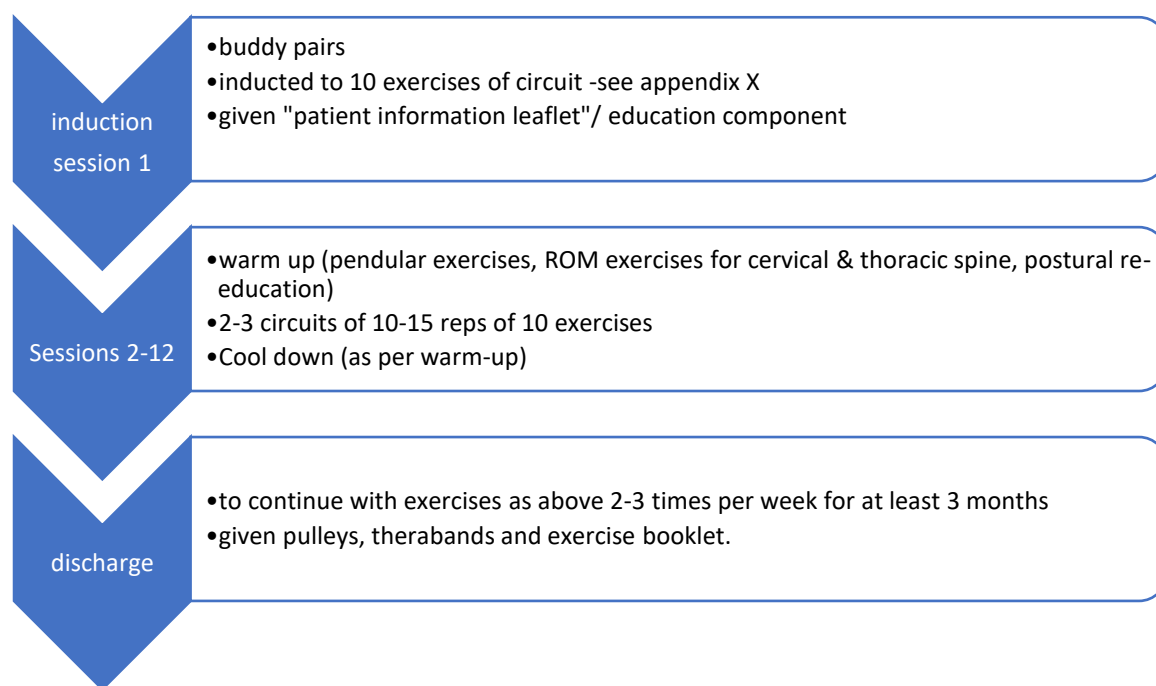 induction
session 1
•buddy pairs
•inducted to 10 exercises of circuit -see appendix X
•given "patient information leaflet"/ education component
Sessions 2-12
•warm up (pendular exercises, ROM exercises for cervical & thoracic spine, postural re-
education)
•2-3 circuits of 10-15 reps of 10 exercises
•Cool down (as per warm-up)
discharge
•to continue with exercises as above 2-3 times per week for at least 3 months
•given pulleys, therabands and exercise booklet.